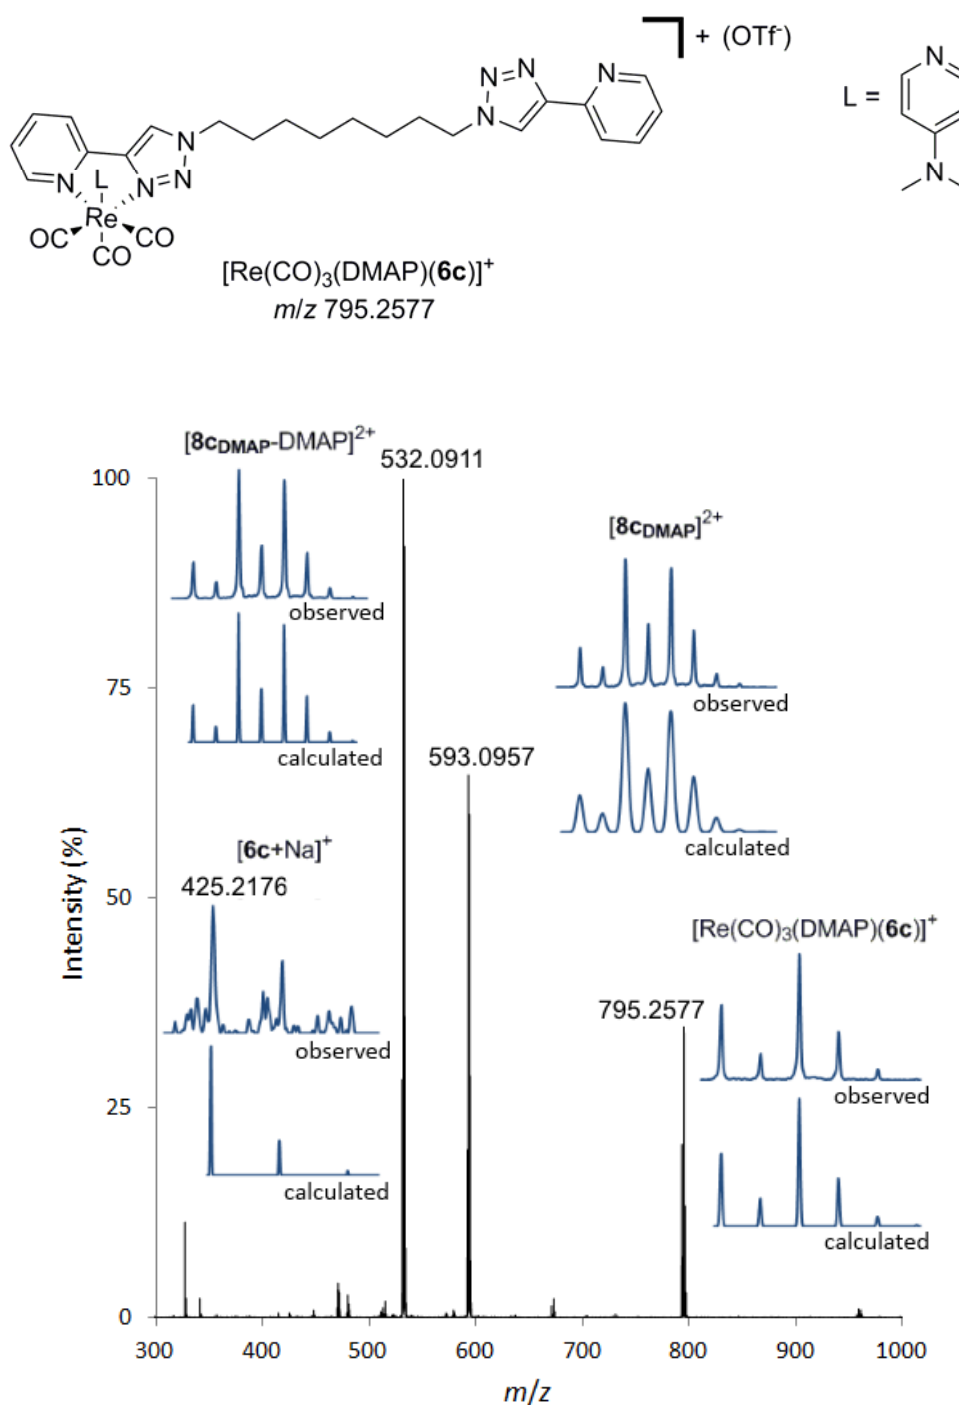 + (OTf-)
N N=N N
L =
N
N N N=N L N
N
Re
OC CO
CO
[Re(CO)3(DMAP)(6c)]+
m/z 795.2577
[8cDMAP-DMAP]2+
532.0911
100
[8cDMAP]2+
observed
75
observed
calculated
593.0957
calculated
[6c+Na]+
425.2176
50
[Re(CO)3(DMAP)(6c)]+
795.2577
observed
observed
25
calculated
calculated
0
Intensity (%)
300 400 500 600 700 800 900 1000
m/z